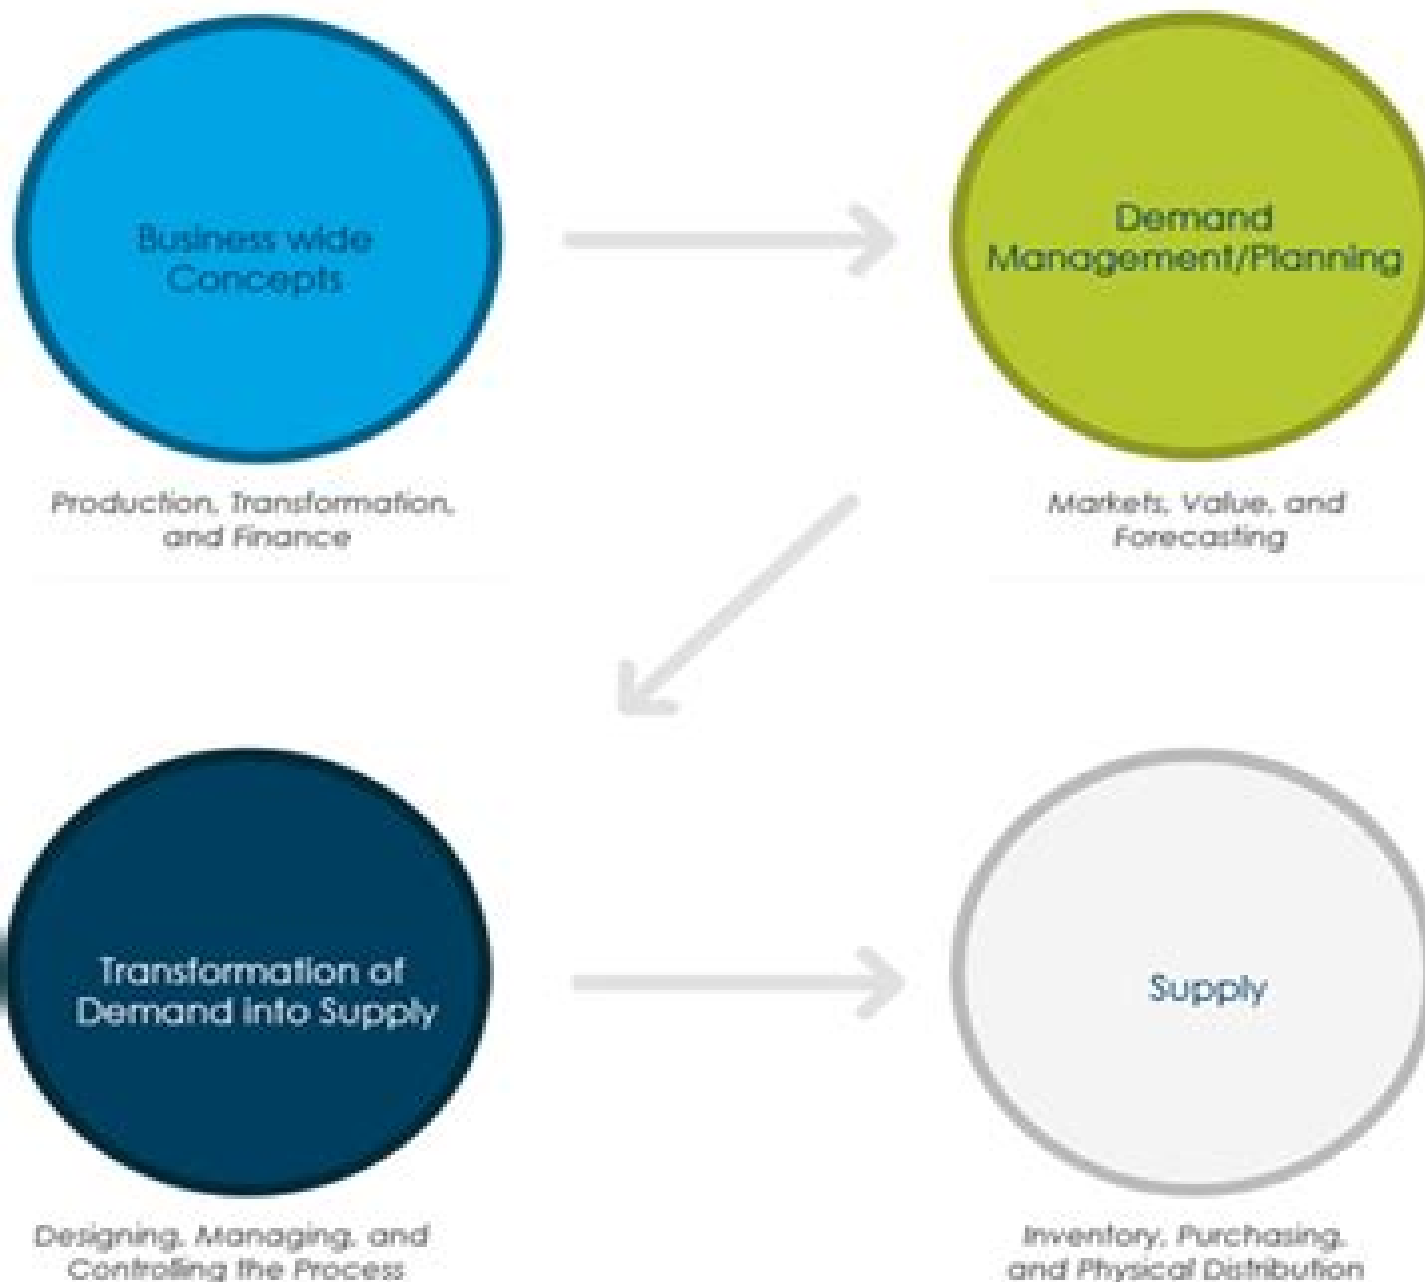 Business wide
Concepts
Production, Transformation,
and Finance
Demand
Management/Planning
Markets, Value, and
Forecasting
Transformation of
Demand into Supply
Designing, Managing, and
Controlling the Process
Supply
Inventory, Purchasing,
and Physical Distribution